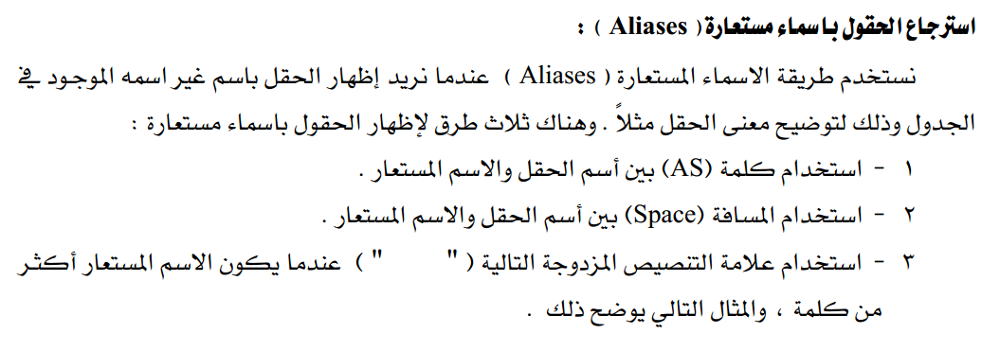 استرجاع الحقول باسماء مستعارة ( Aliases ) :
نستخدم طريقة الاسماء المستعارة ( Aliases ) عندما نريد إظهار الحقل باسم غير اسمه الموجود في
الجدول وذلك لتوضيح معنى الحقل مثلاً . وهناك ثلاث طرق لإظهار الحقول باسماء مستعارة :
١ - استخدام كلمة (AS) بين أسم الحقل والاسم المستعار .
٢ - استخدام المسافة (Space) بين أسم الحقل والاسم المستعار .
٣ - استخدام علامة التنصيص المزدوجة التالية ( " " ) عندما يكون الاسم المستعار أكثر
من كلمة ، والمثال التالي يوضح ذلك .